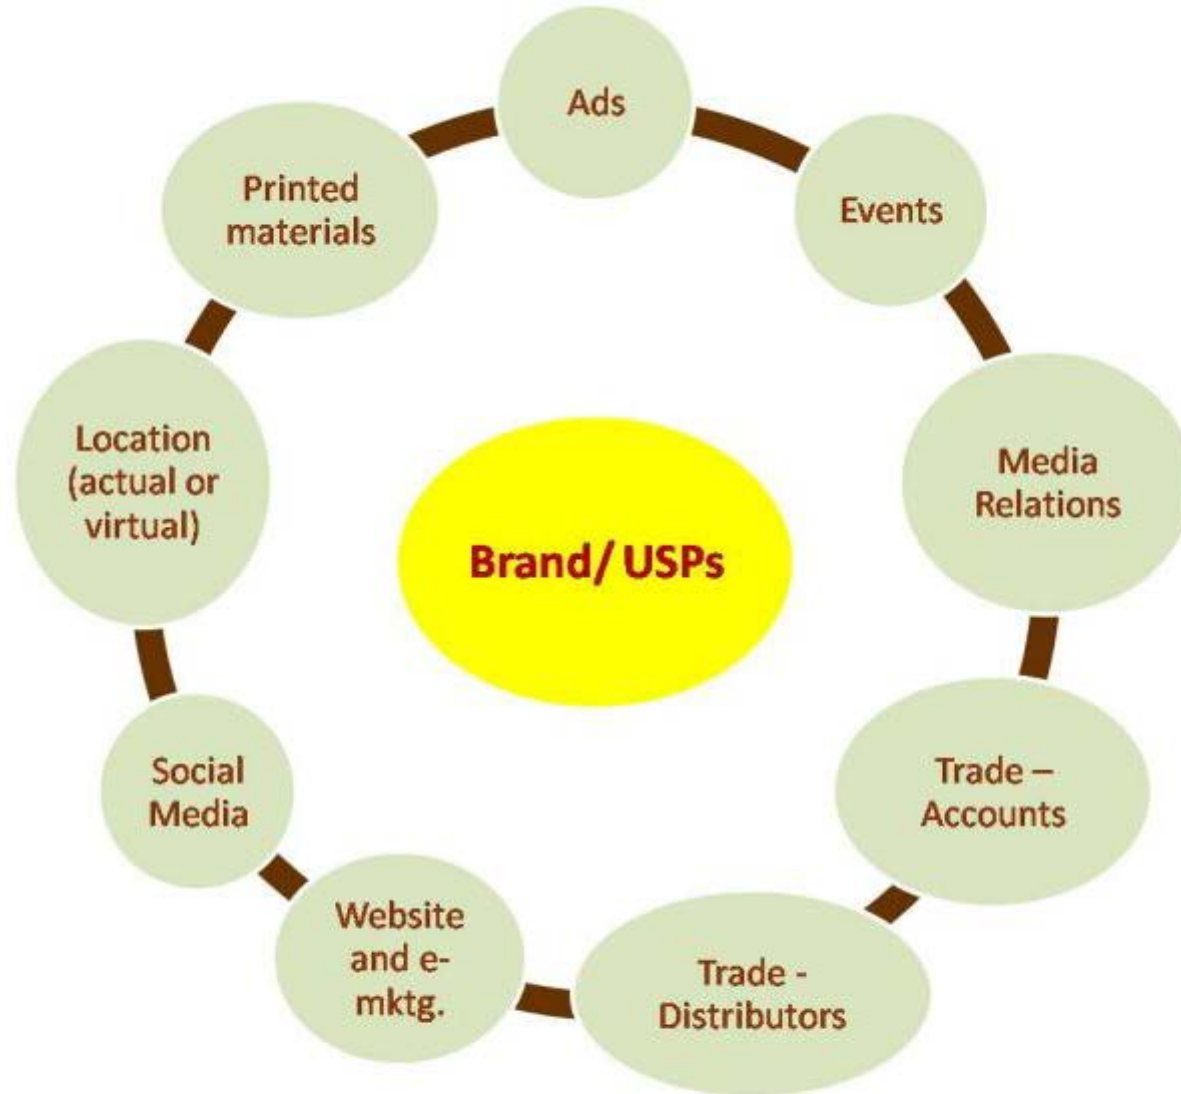 Ads
Events
Media
Relations
Trade –
Accounts
Trade -
Distributors
Website
and e-
mktg.
Social
Media
Location
(actual or
virtual)
Printed
materials
Brand/ USPs